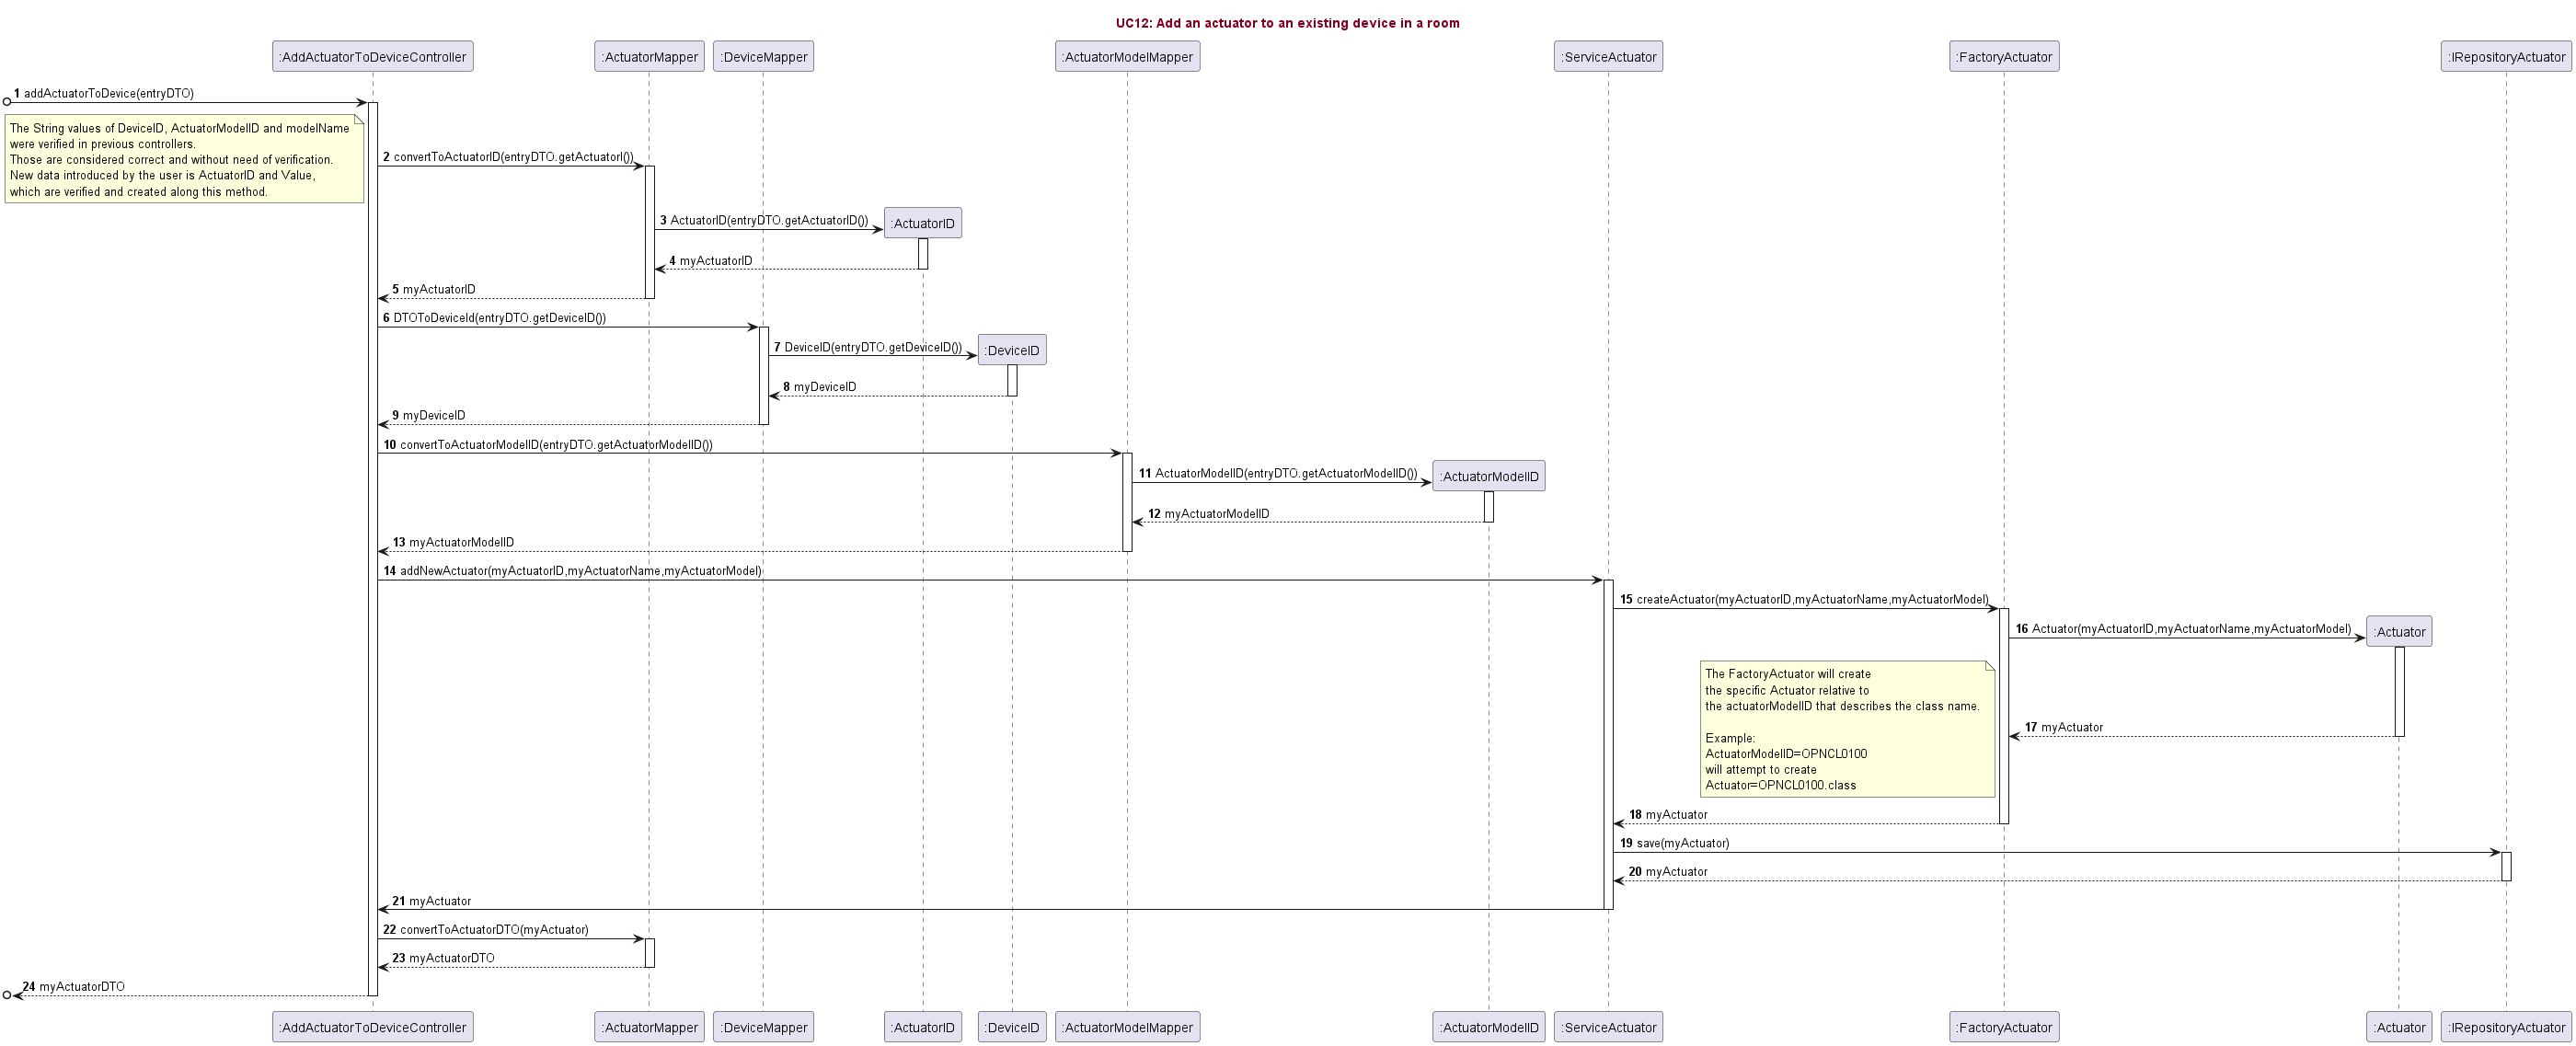 UC12: Add an actuator to an existing device in a room
:AddActuatorToDeviceController
:ActuatorMapper
:DeviceMapper
:ActuatorModelMapper
:ServiceActuator
:FactoryActuator
:IRepositoryActuator
1 addActuatorToDevice(entryDTO)
The String values of DeviceID, ActuatorModelID and modelName
were verified in previous controllers.
Those are considered correct and without need of verification.
New data introduced by the user is ActuatorID and Value,
which are verified and created along this method.
2 convertToActuatorID(entryDTO.getActuatorI())
3 ActuatorID(entryDTO.getActuatorID())
:ActuatorID
4 myActuatorID
5 myActuatorID
6 DTOToDeviceId(entryDTO.getDeviceID())
7 DeviceID(entryDTO.getDeviceID())
:DeviceID
8 myDeviceID
9 myDeviceID
10 convertToActuatorModelID(entryDTO.getActuatorModelID())
11 ActuatorModelID(entryDTO.getActuatorModelID())
:ActuatorModelID
12 myActuatorModelID
13 myActuatorModelID
14 addNewActuator(myActuatorID,myActuatorName,myActuatorModel)
15 createActuator(myActuatorID,myActuatorName,myActuatorModel)
16 Actuator(myActuatorID,myActuatorName,myActuatorModel)
:Actuator
The FactoryActuator will create
the specific Actuator relative to
the actuatorModelID that describes the class name.
Example:
ActuatorModelID=OPNCL0100
will attempt to create
Actuator=OPNCL0100.class
17 myActuator
18 myActuator
19 save(myActuator)
20 myActuator
21 myActuator
22 convertToActuatorDTO(myActuator)
23 myActuatorDTO
24 myActuatorDTO
:AddActuatorToDeviceController
:ActuatorMapper
:DeviceMapper
:ActuatorID
:DeviceID
:ActuatorModelMapper
:ActuatorModelID
:ServiceActuator
:FactoryActuator
:Actuator
:IRepositoryActuator